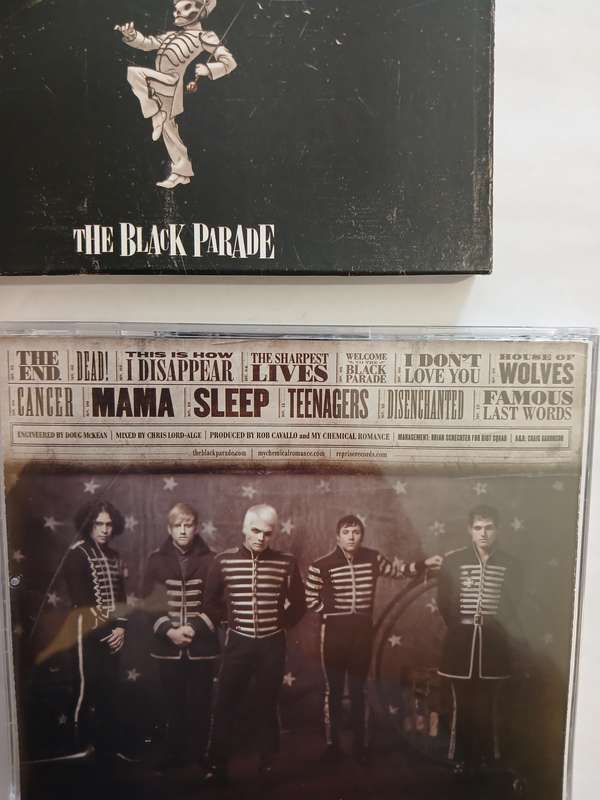 THE BLACK PARADE
THE END. DEAD! THIS IS HOW I DISAPPEAR THE SHARPEST LIVES WELCOME TO THE BLACK PARADE I DON'T LOVE YOU HOUSE OF WOLVES
CANCER MAMA SLEEP TEENAGERS DISENCHANTED FAMOUS LAST WORDS
ENGINEERED BY DOUG McKEAN | MIXED BY CHRIS LORD-ALGE | PRODUCED BY ROB CAVALLO and MY CHEMICAL ROMANCE | MANAGEMENT: BRIAN SCHECHTER FOR RIOT SQUAD | A&R: CRAIG AARONSON
theblackparade.com | mychemicalromance.com | repriserecords.com